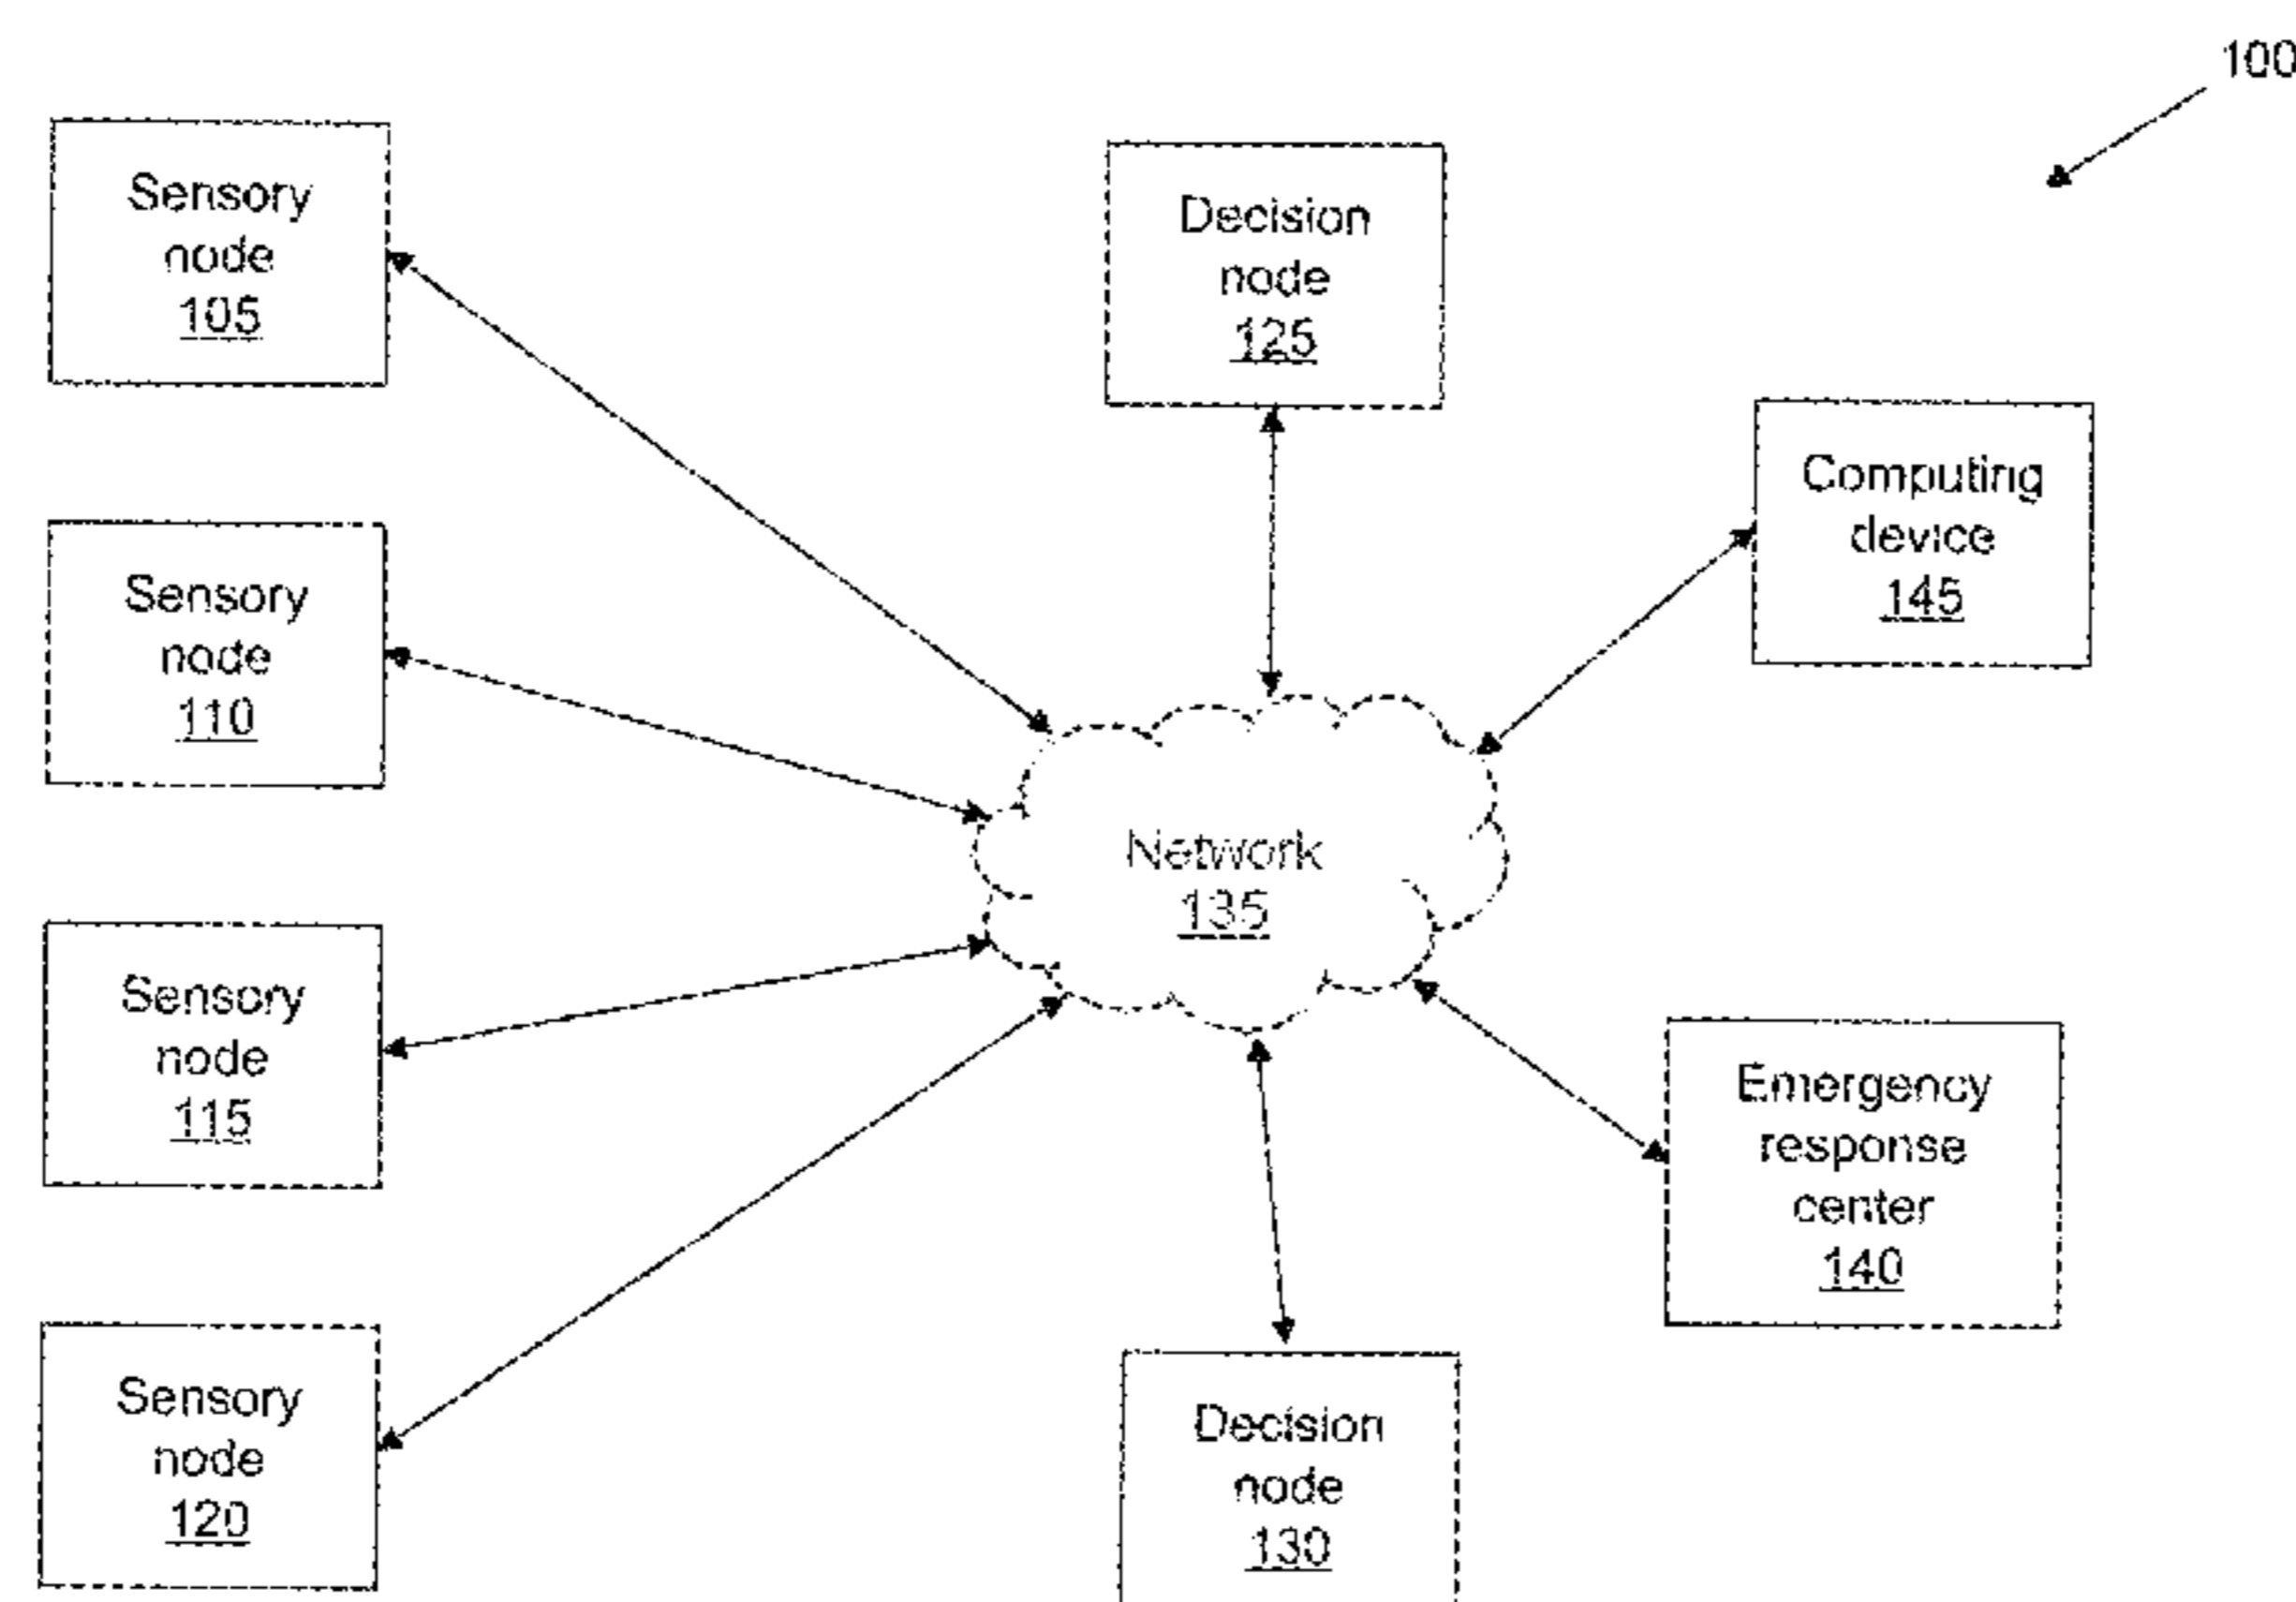 100
Sensory
node
105
Decision
node
125
Computing
device
145
Sensory
node
110
Network
135
Sensory
node
115
Emergency
response
center
140
Sensory
node
120
Decision
node
130